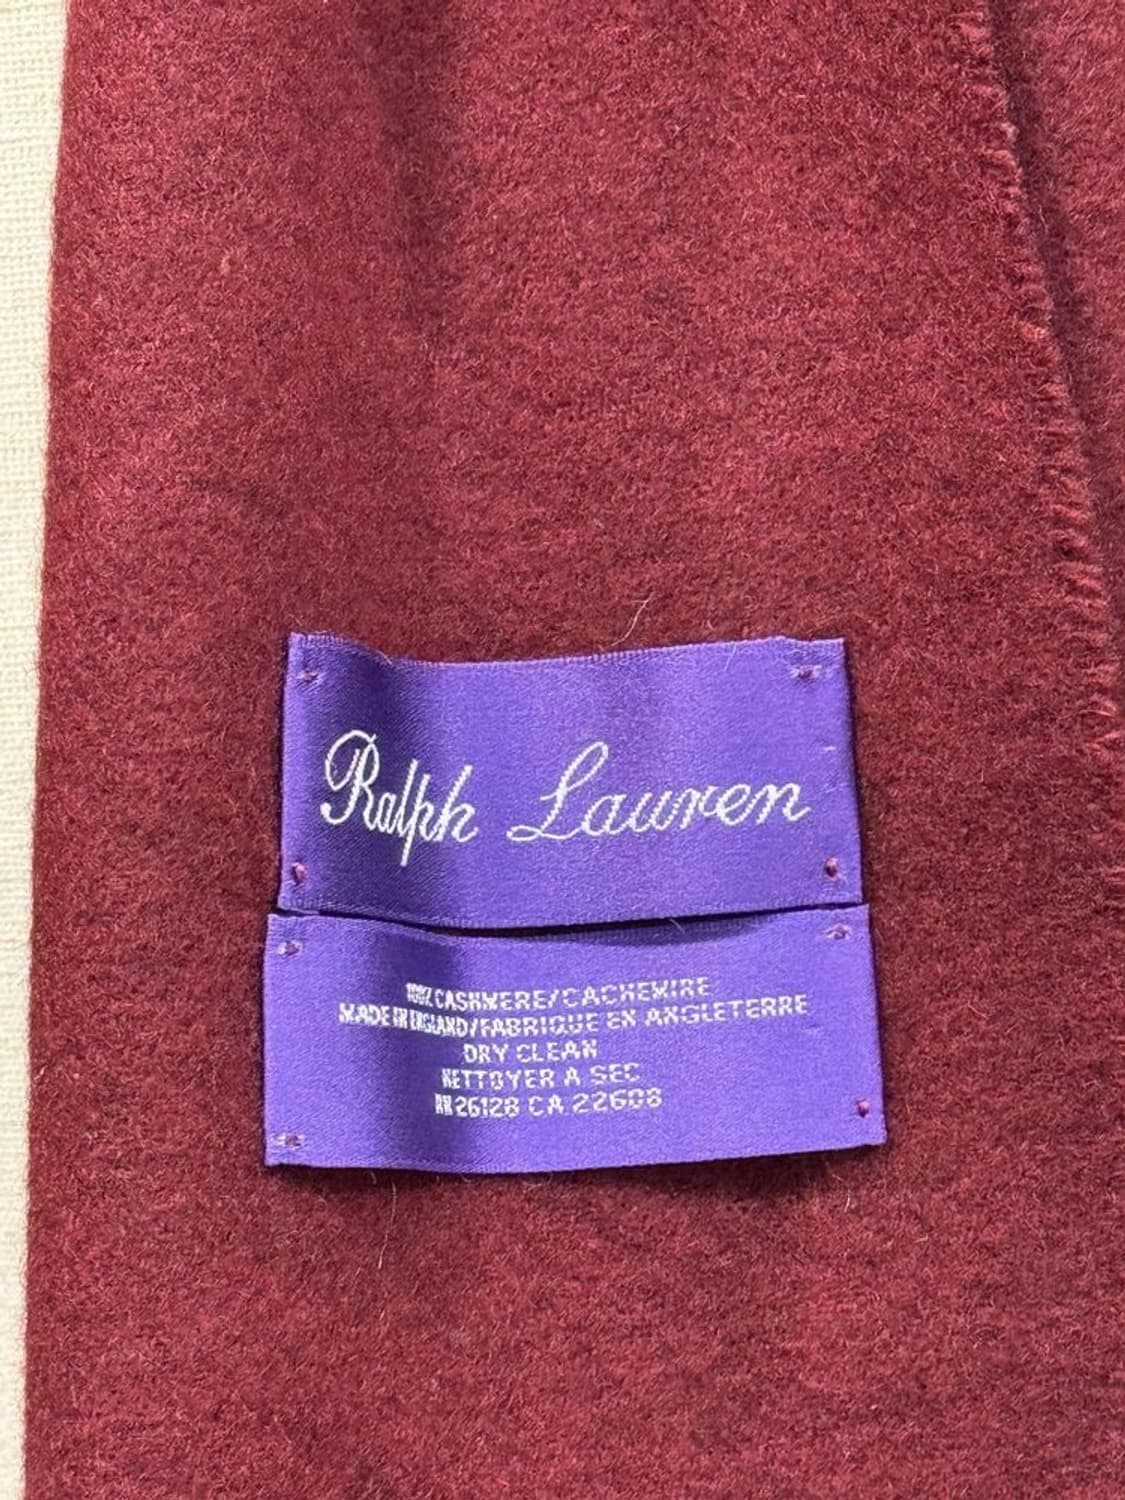 Ralph Lauren
100% CASHMERE/CACHEMIRE
MADE IN ENGLAND/FABRIQUE EN ANGLETERRE
DRY CLEAN
NETTOYER A SEC
RN 26128 CA 22608